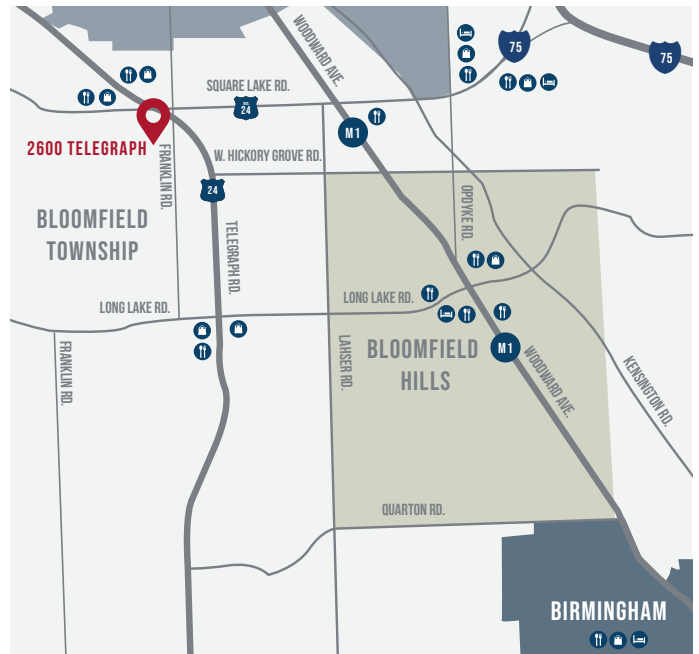 WOODWARD AVE.
75
75
SQUARE LAKE RD.
24
M1
2600 TELEGRAPH
FRANKLIN RD.
W. HICKORY GROVE RD.
24
OPDYKE RD.
BLOOMFIELD
TOWNSHIP
TELEGRAPH RD.
LONG LAKE RD.
LONG LAKE RD.
FRANKLIN RD.
LAHSER RD.
BLOOMFIELD
HILLS
M1
WOODWARD AVE.
KENSINGTON RD.
QUARTON RD.
BIRMINGHAM